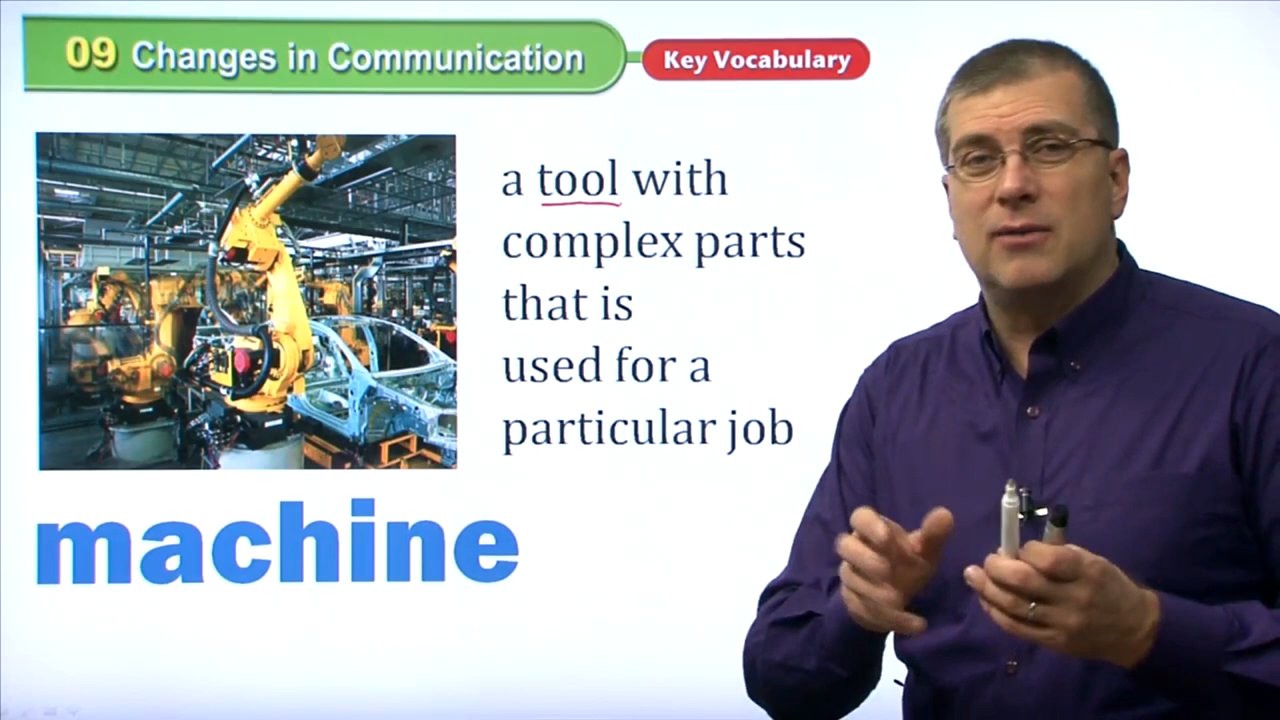 09 Changes in Communication
Key Vocabulary
a tool with
complex parts
that is
used for a
particular job
machine